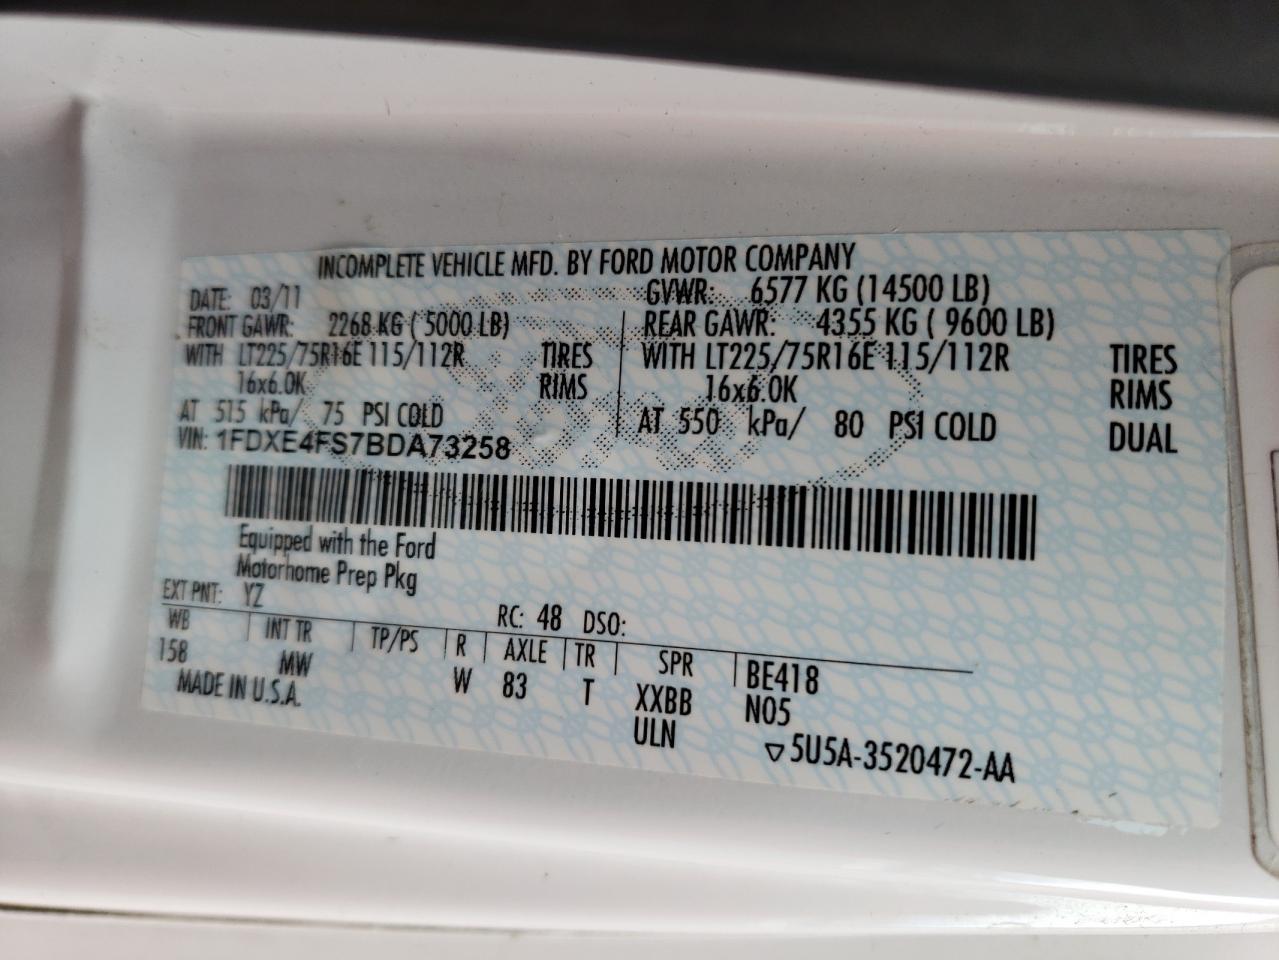 INCOMPLETE VEHICLE MFD. BY FORD MOTOR COMPANY
DATE: 03/11 GVWR: 6577 KG (14500 LB)
FRONT GAWR: 2268 KG ( 5000 LB) REAR GAWR: 4355 KG ( 9600 LB)
WITH LT225/75R16E 115/112R TIRES WITH LT225/75R16E 115/112R TIRES
16x6.0K RIMS 16x6.0K RIMS
AT 515 kPa/ 75 PSI COLD AT 550 kPa/ 80 PSI COLD DUAL
VIN: 1FDXE4FS7BDA73258
Equipped with the Ford
Motorhome Prep Pkg
EXT PNT: YZ RC: 48 DSO:
WB INT TR TP/PS R AXLE TR SPR BE418
158 MW W 83 T XXBB N05
MADE IN U.S.A. ULN ▽5U5A-3520472-AA